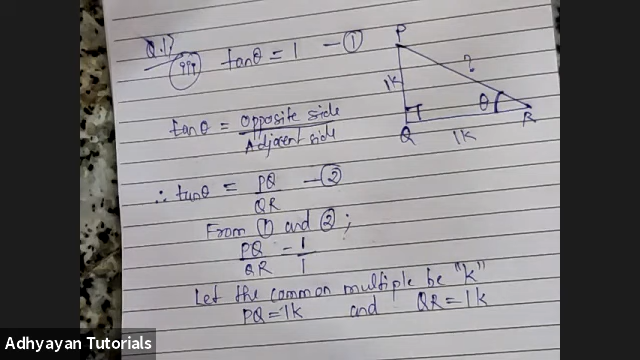 Q.1)
iii) tanθ = 1 — ①
tanθ = Opposite side / Adjacent side
∴ tanθ = PQ / QR — ②
From ① and ② ;
PQ / QR = 1 / 1
Let the common multiple be "k"
PQ = 1k and QR = 1k
P
?
1k
θ
Q
R
1k
Adhyayan Tutorials